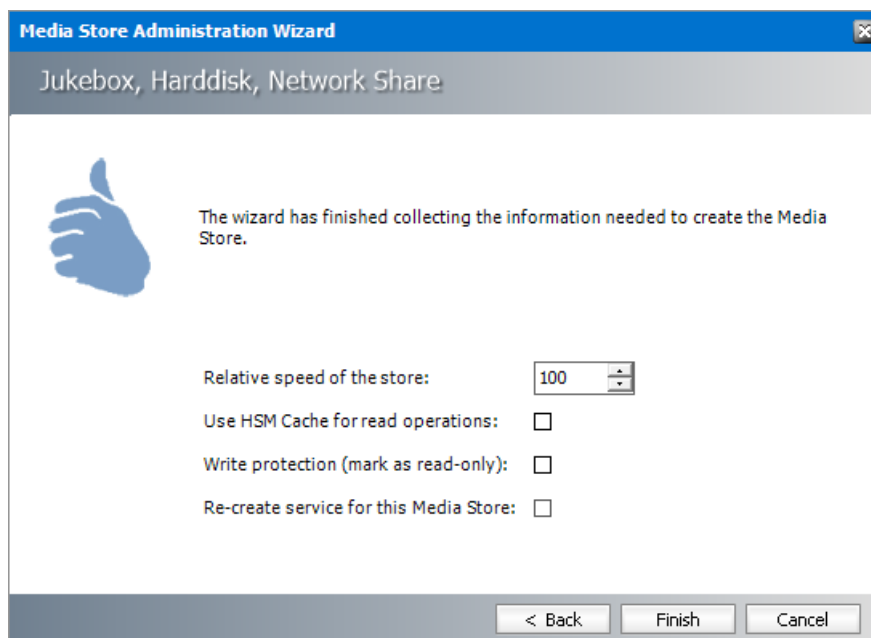 Media Store Administration Wizard
Jukebox, Harddisk, Network Share
The wizard has finished collecting the information needed to create the Media
Store.
Relative speed of the store: 100
Use HSM Cache for read operations:
Write protection (mark as read-only):
Re-create service for this Media Store:
< Back Finish Cancel